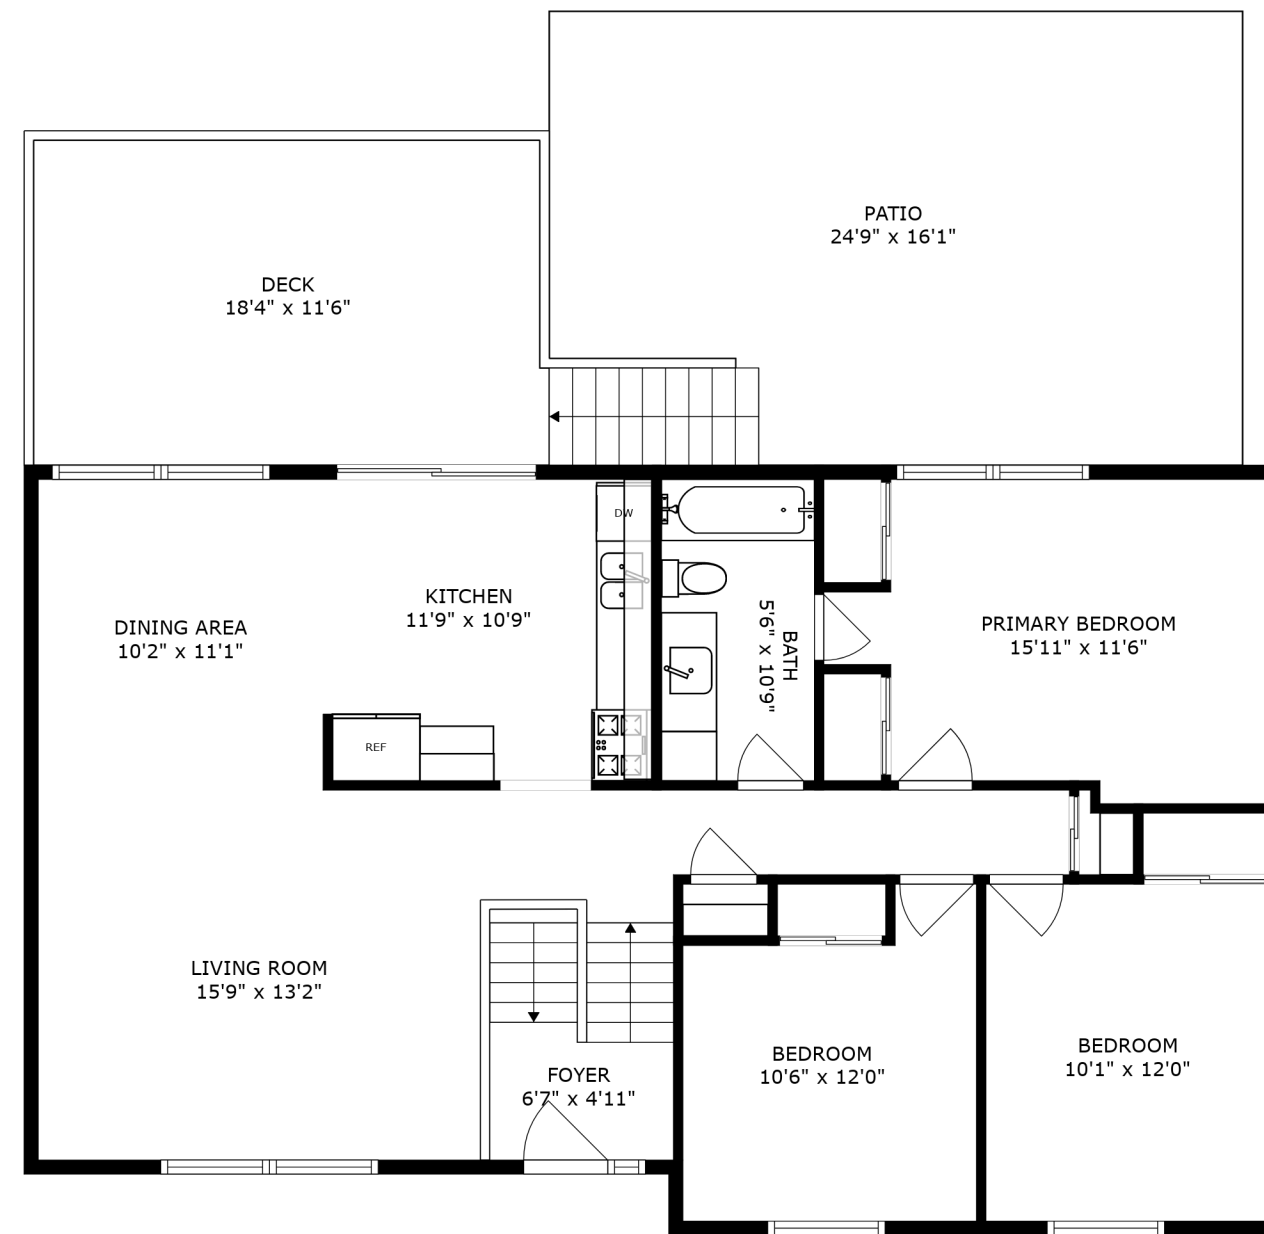 PATIO
24'9" x 16'1"
DECK
18'4" x 11'6"
DW
KITCHEN
11'9" x 10'9"
DINING AREA
10'2" x 11'1"
BATH
5'6" x 10'9"
PRIMARY BEDROOM
15'11" x 11'6"
REF
LIVING ROOM
15'9" x 13'2"
BEDROOM
10'6" x 12'0"
BEDROOM
10'1" x 12'0"
FOYER
6'7" x 4'11"